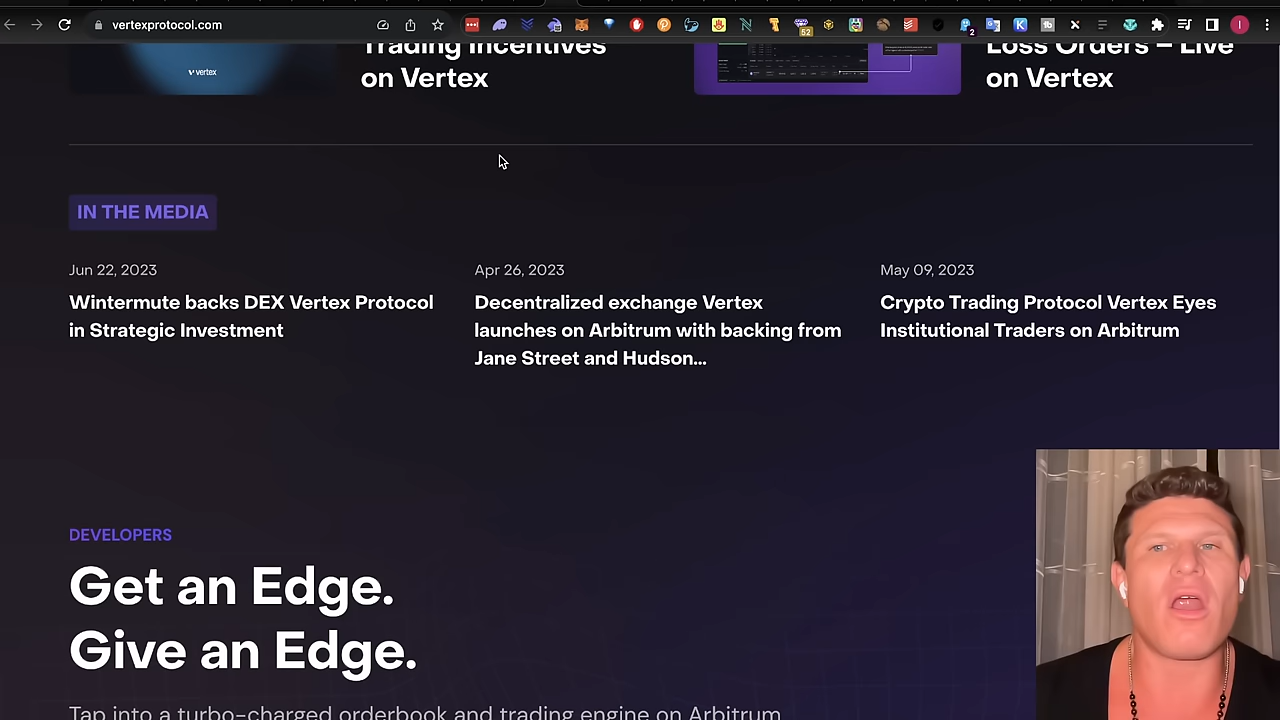 vertexprotocol.com
52
2
K
I
Trading Incentives
on Vertex
vertex
Loss Orders – Live
on Vertex
IN THE MEDIA
Jun 22, 2023
Wintermute backs DEX Vertex Protocol
in Strategic Investment
Apr 26, 2023
Decentralized exchange Vertex
launches on Arbitrum with backing from
Jane Street and Hudson...
May 09, 2023
Crypto Trading Protocol Vertex Eyes
Institutional Traders on Arbitrum
DEVELOPERS
Get an Edge.
Give an Edge.
Tap into a turbo-charged orderbook and trading engine on Arbitrum